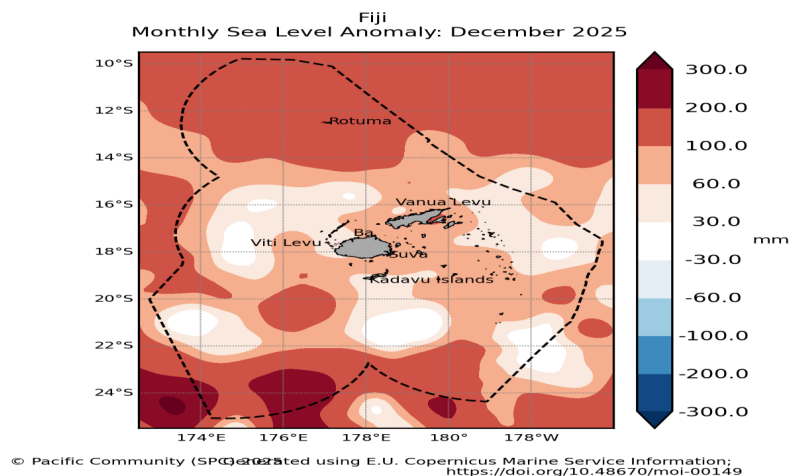 Fiji
Monthly Sea Level Anomaly: December 2025
10°S
12°S
14°S
16°S
18°S
20°S
22°S
24°S
174°E
176°E
178°E
180°
178°W
Rotuma
Vanua Levu
Ba
Viti Levu
Suva
Kadavu Islands
300.0
200.0
100.0
60.0
30.0
-30.0
-60.0
-100.0
-200.0
-300.0
mm
© Pacific Community (SPC) 2025
Generated using E.U. Copernicus Marine Service Information;
https://doi.org/10.48670/moi-00149